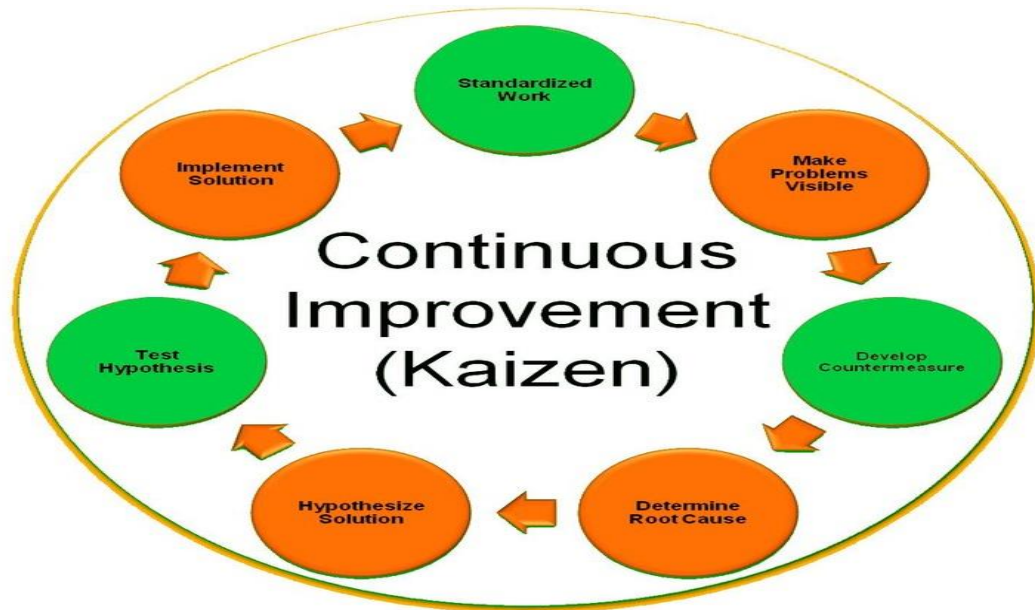 Standardized
Work
Make
Problems
Visible
Develop
Countermeasure
Determine
Root Cause
Hypothesize
Solution
Test
Hypothesis
Implement
Solution
Continuous
Improvement
(Kaizen)